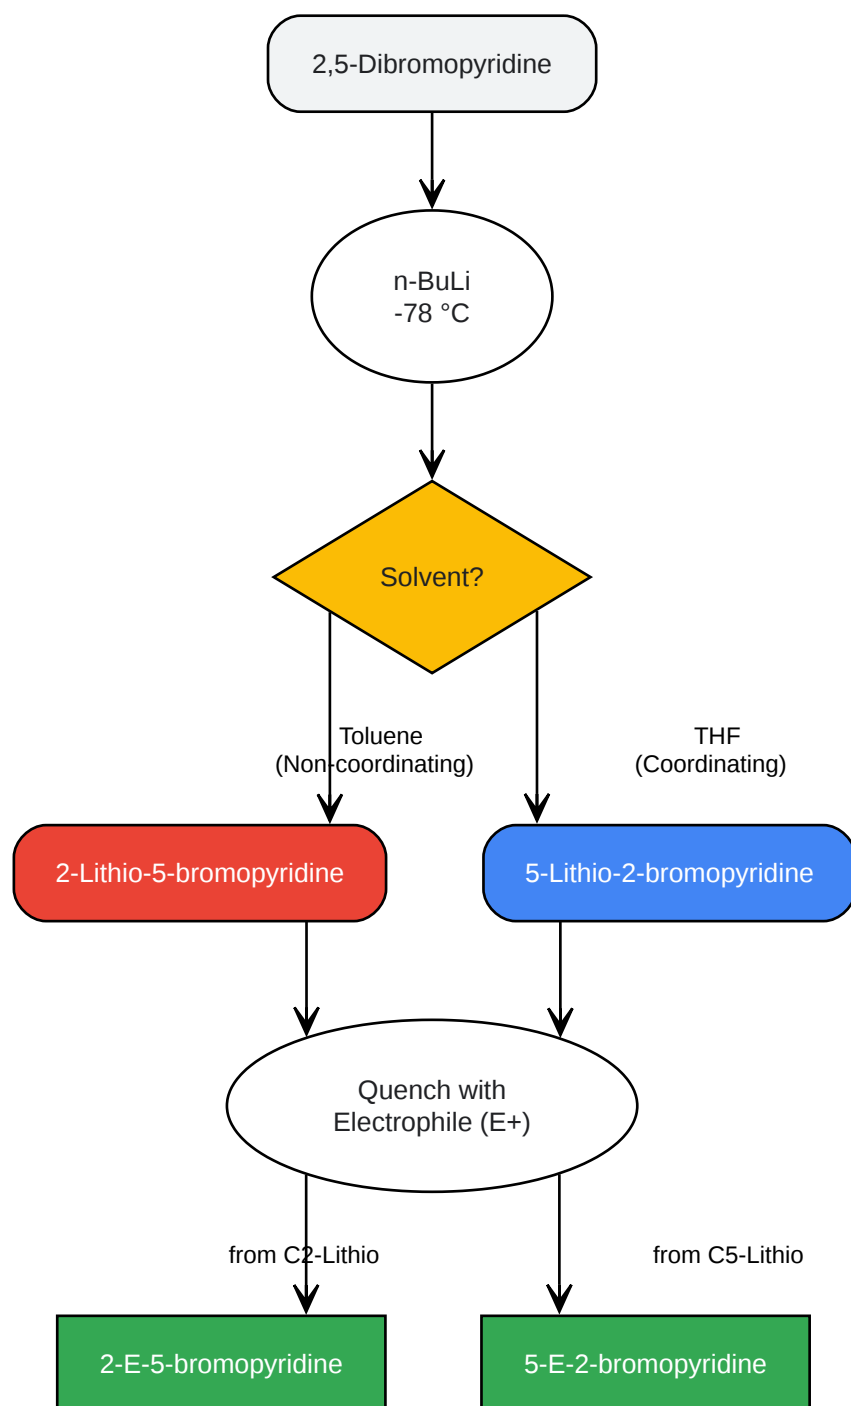 2,5-Dibromopyridine
n-BuLi
-78 °C
Solvent?
Toluene
(Non-coordinating)
THF
(Coordinating)
2-Lithio-5-bromopyridine
5-Lithio-2-bromopyridine
Quench with
Electrophile (E+)
from C2-Lithio
from C5-Lithio
2-E-5-bromopyridine
5-E-2-bromopyridine